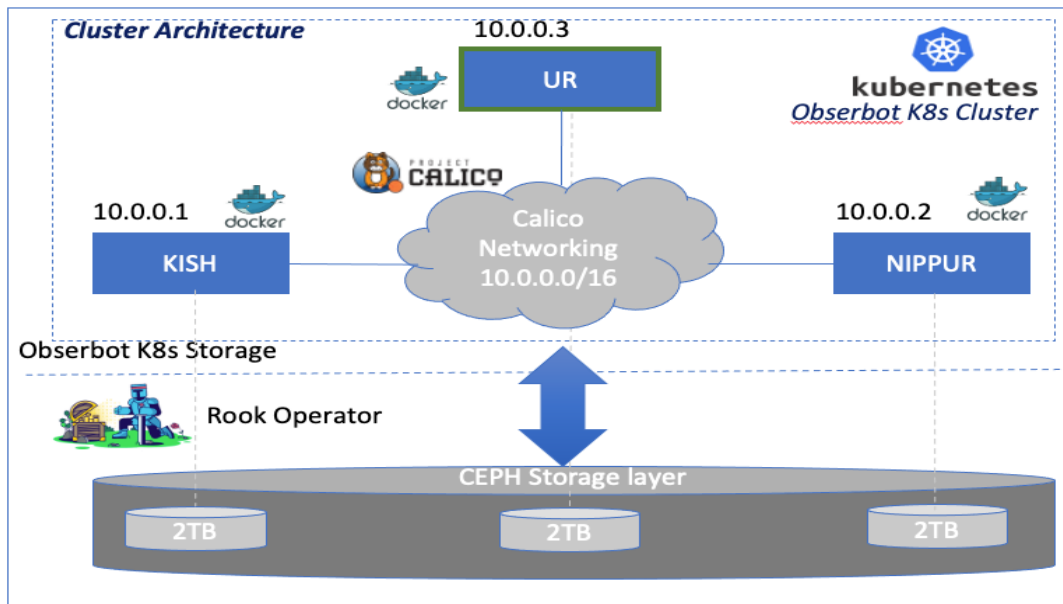 Cluster Architecture
10.0.0.3
UR
docker
kubernetes
Obserbot K8s Cluster
PROJECT
CALICO
10.0.0.1
docker
KISH
Calico
Networking
10.0.0.0/16
10.0.0.2
docker
NIPPUR
Obserbot K8s Storage
Rook Operator
CEPH Storage layer
2TB
2TB
2TB